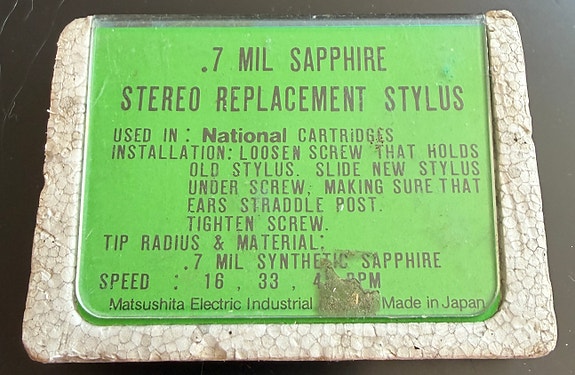 .7 MIL SAPPHIRE
STEREO REPLACEMENT STYLUS
USED IN : National CARTRIDGES
INSTALLATION: LOOSEN SCREW THAT HOLDS
OLD STYLUS. SLIDE NEW STYLUS
UNDER SCREW, MAKING SURE THAT
EARS STRADDLE POST.
TIGHTEN SCREW.
TIP RADIUS & MATERIAL:
.7 MIL SYNTHETIC SAPPHIRE
SPEED : 16 , 33 , RPM
Matsushita Electric Industrial Made in Japan